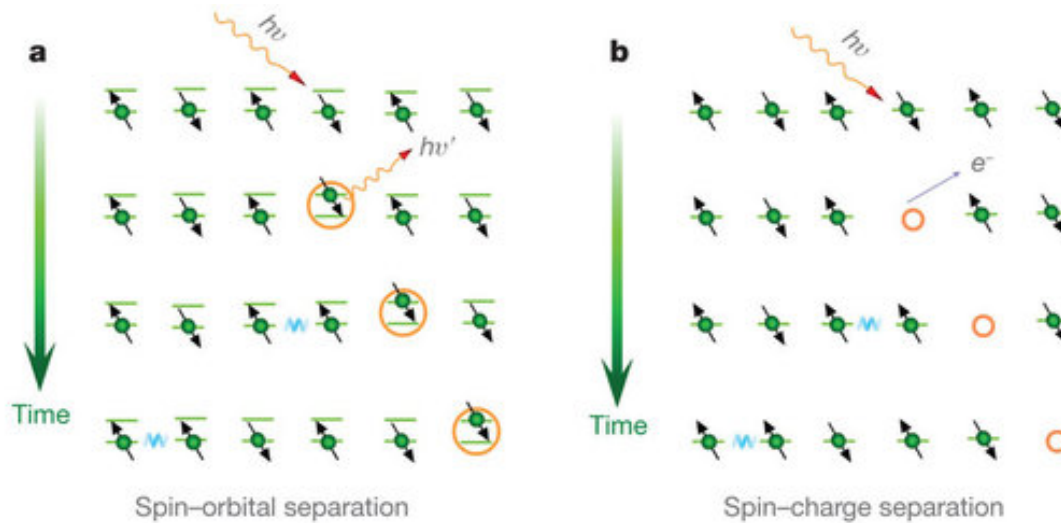 a
hν
hν′
Time
Spin–orbital separation
b
hν
e⁻
Time
Spin–charge separation